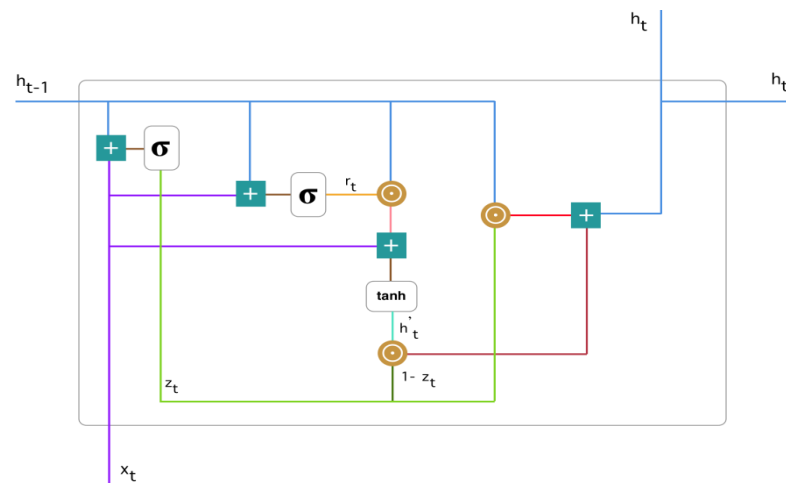 h_t
h_{t-1}
h_t
+
σ
+
σ
r_t
+
+
tanh
h'_t
z_t
1- z_t
x_t